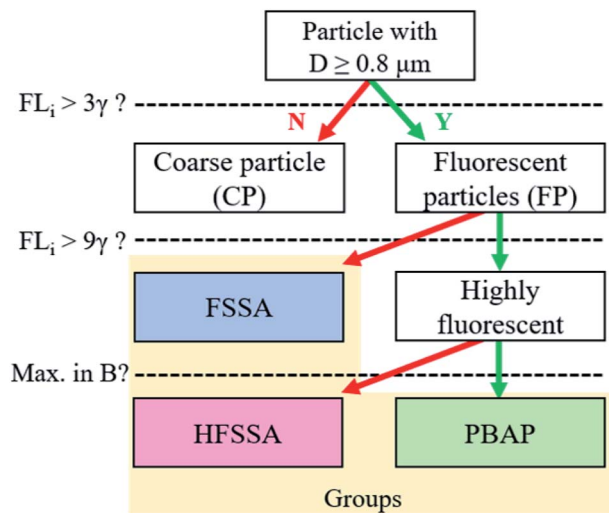 Particle with
D ≥ 0.8 μm
FLi > 3γ ?
N
Y
Coarse particle
(CP)
Fluorescent
particles (FP)
FLi > 9γ ?
FSSA
Highly
fluorescent
Max. in B?
HFSSA
PBAP
Groups